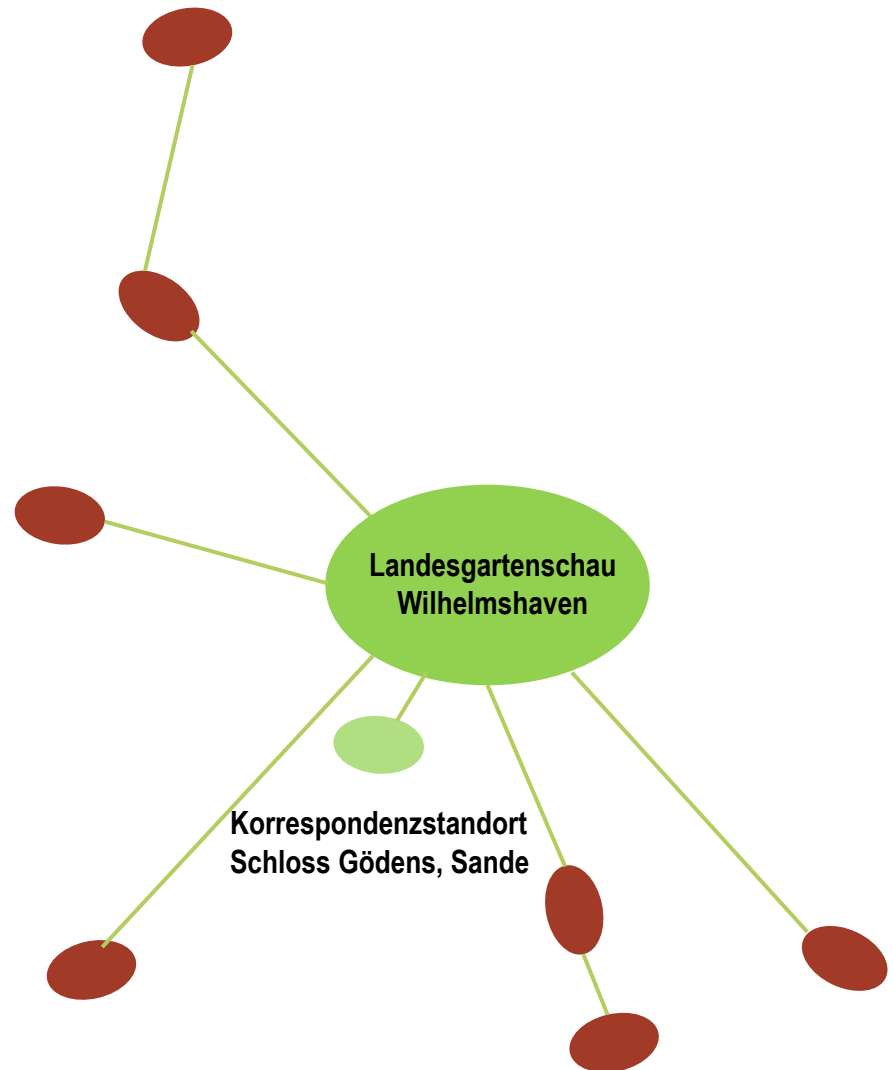 Landesgartenschau
Wilhelmshaven
Korrespondenzstandort
Schloss Gödens, Sande